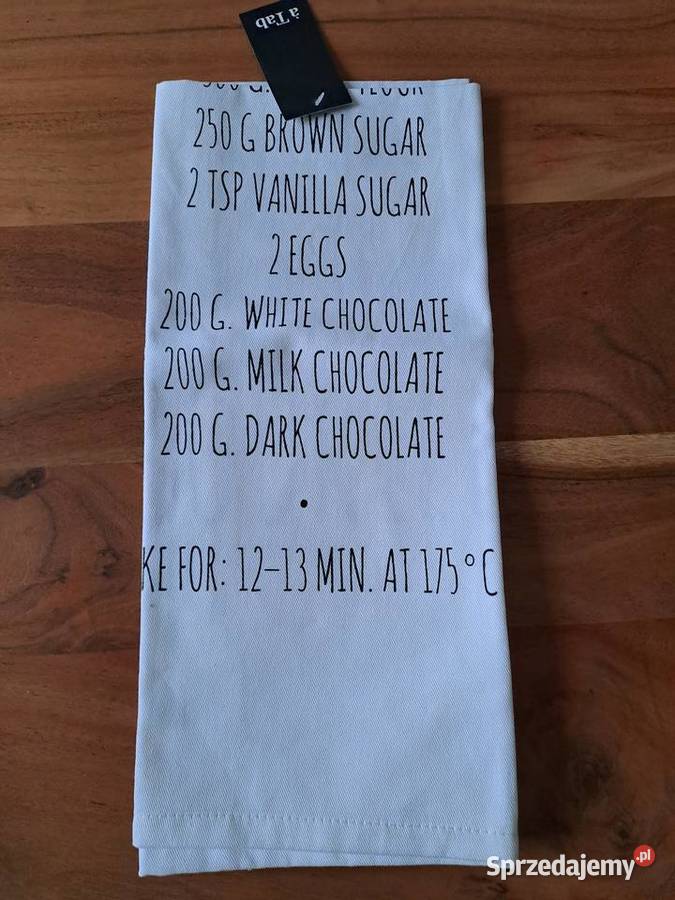 à Tab
250 G BROWN SUGAR
2 TSP VANILLA SUGAR
2 EGGS
200 G. WHITE CHOCOLATE
200 G. MILK CHOCOLATE
200 G. DARK CHOCOLATE
•
KE FOR: 12–13 MIN. AT 175°C
Sprzedajemy.pl